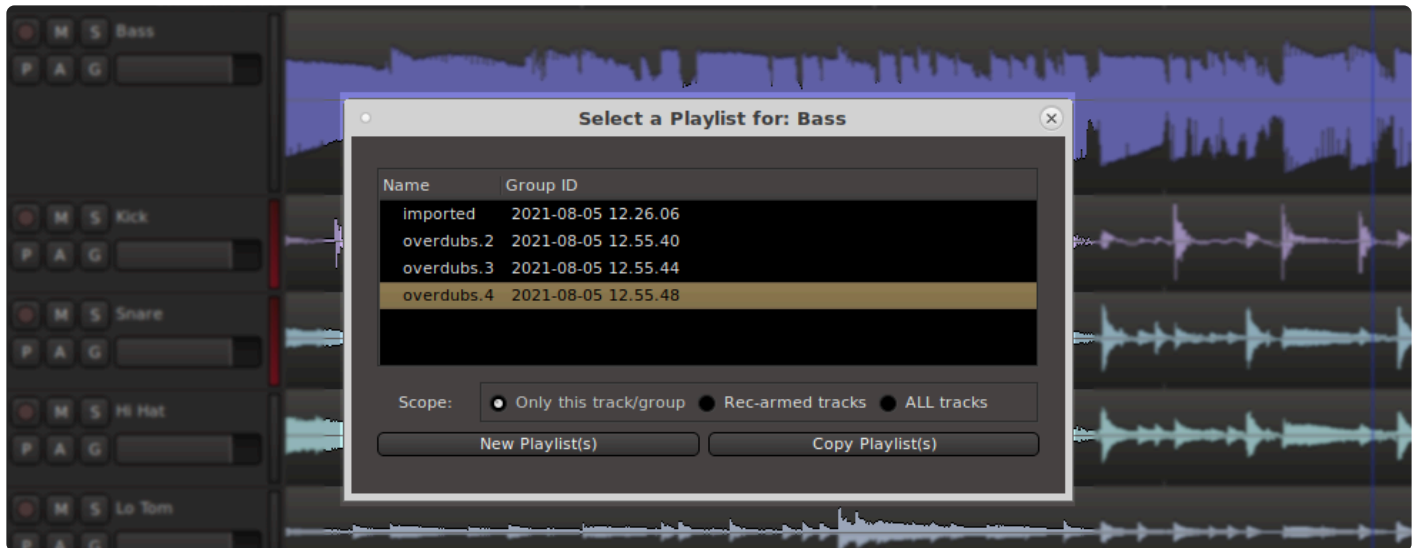 M S Bass
P A G
Select a Playlist for: Bass
Name Group ID
imported 2021-08-05 12.26.06
overdubs.2 2021-08-05 12.55.40
overdubs.3 2021-08-05 12.55.44
overdubs.4 2021-08-05 12.55.48
Scope: Only this track/group Rec-armed tracks ALL tracks
New Playlist(s) Copy Playlist(s)
M S Kick
P A G
M S Snare
P A G
M S Hi Hat
P A G
M S Lo Tom
P A G